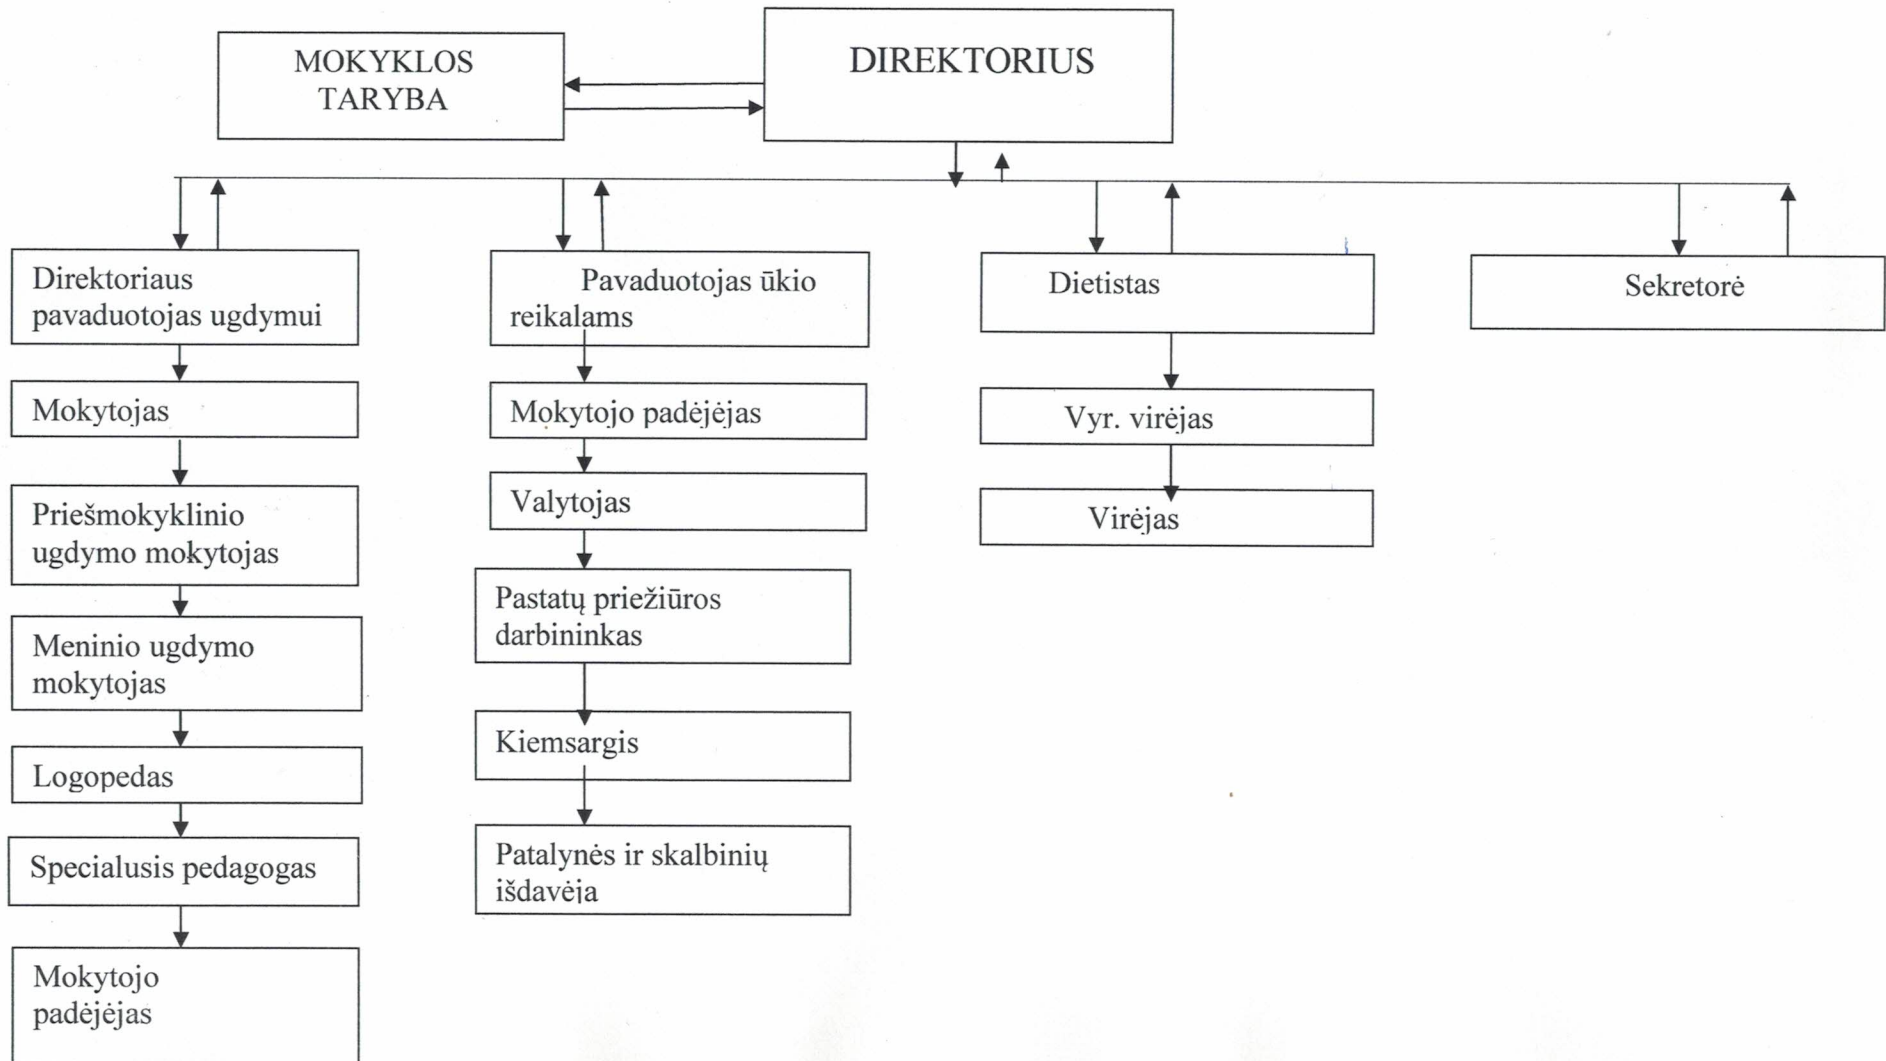 MOKYKLOS
TARYBA
DIREKTORIUS
Direktoriaus
pavaduotojas ugdymui
Mokytojas
Priešmokyklinio
ugdymo mokytojas
Meninio ugdymo
mokytojas
Logopedas
Specialusis pedagogas
Mokytojo
padėjėjas
Pavaduotojas ūkio
reikalams
Mokytojo padėjėjas
Valytojas
Pastatų priežiūros
darbininkas
Kiemsargis
Patalynės ir skalbinių
išdavėja
Dietistas
Vyr. virėjas
Virėjas
Sekretorė